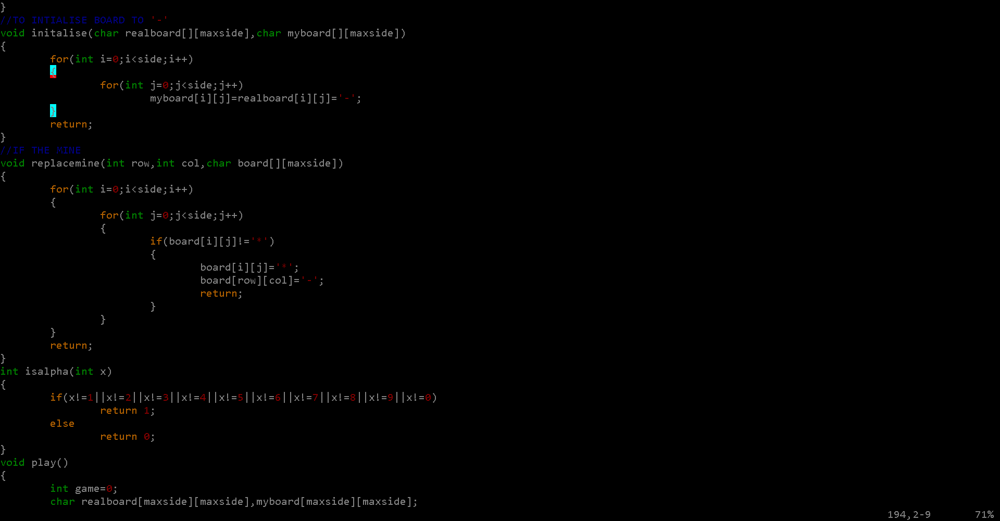 }
//TO INTIALISE BOARD TO '-'
void initalise(char realboard[][maxside],char myboard[][maxside])
{
        for(int i=0;i<side;i++)
        {
                for(int j=0;j<side;j++)
                        myboard[i][j]=realboard[i][j]='-';
        }
        return;
}
//IF THE MINE
void replacemine(int row,int col,char board[][maxside])
{
        for(int i=0;i<side;i++)
        {
                for(int j=0;j<side;j++)
                {
                        if(board[i][j]!='*')
                        {
                                board[i][j]='*';
                                board[row][col]='-';
                                return;
                        }
                }
        }
        return;
}
int isalpha(int x)
{
        if(x!=1||x!=2||x!=3||x!=4||x!=5||x!=6||x!=7||x!=8||x!=9||x!=0)
                return 1;
        else
                return 0;
}
void play()
{
        int game=0;
        char realboard[maxside][maxside],myboard[maxside][maxside];
194,2-9 71%